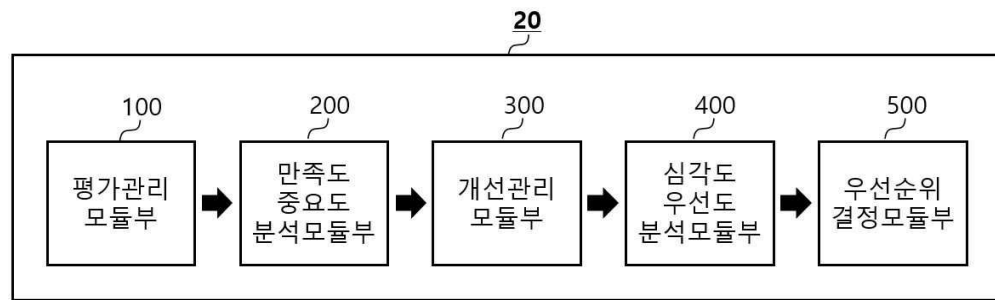 20
100
200
300
400
500
평가관리
모듈부
만족도
중요도
분석모듈부
개선관리
모듈부
심각도
우선도
분석모듈부
우선순위
결정모듈부